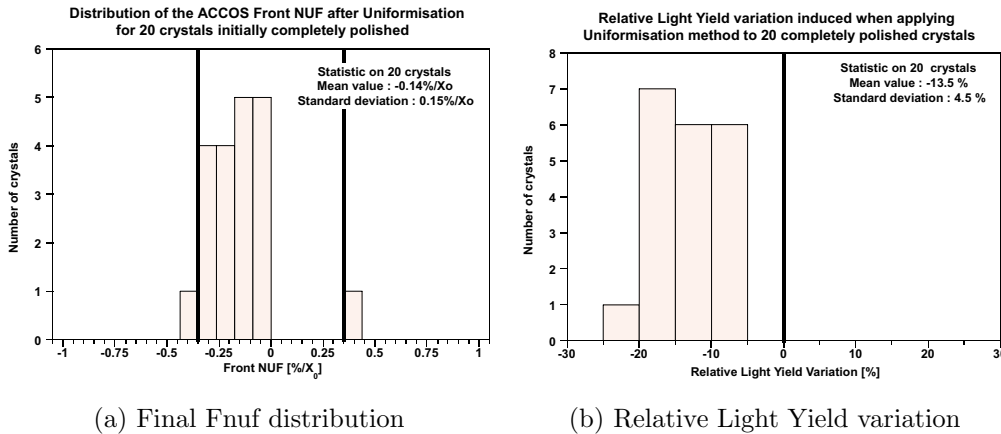 Distribution of the ACCOS Front NUF after Uniformisation
for 20 crystals initially completely polished
6
5
4
3
2
1
0
Number of crystals
Statistic on 20 crystals
Mean value : -0.14%/Xo
Standard deviation : 0.15%/Xo
-1 -0.75 -0.5 -0.25 0 0.25 0.5 0.75 1
Front NUF [%/X0]
(a) Final Fnuf distribution
Relative Light Yield variation induced when applying
Uniformisation method to 20 completely polished crystals
8
7
6
5
4
3
2
1
0
Number of crystals
Statistic on 20 crystals
Mean value : -13.5 %
Standard deviation : 4.5 %
-30 -20 -10 0 10 20 30
Relative Light Yield Variation [%]
(b) Relative Light Yield variation